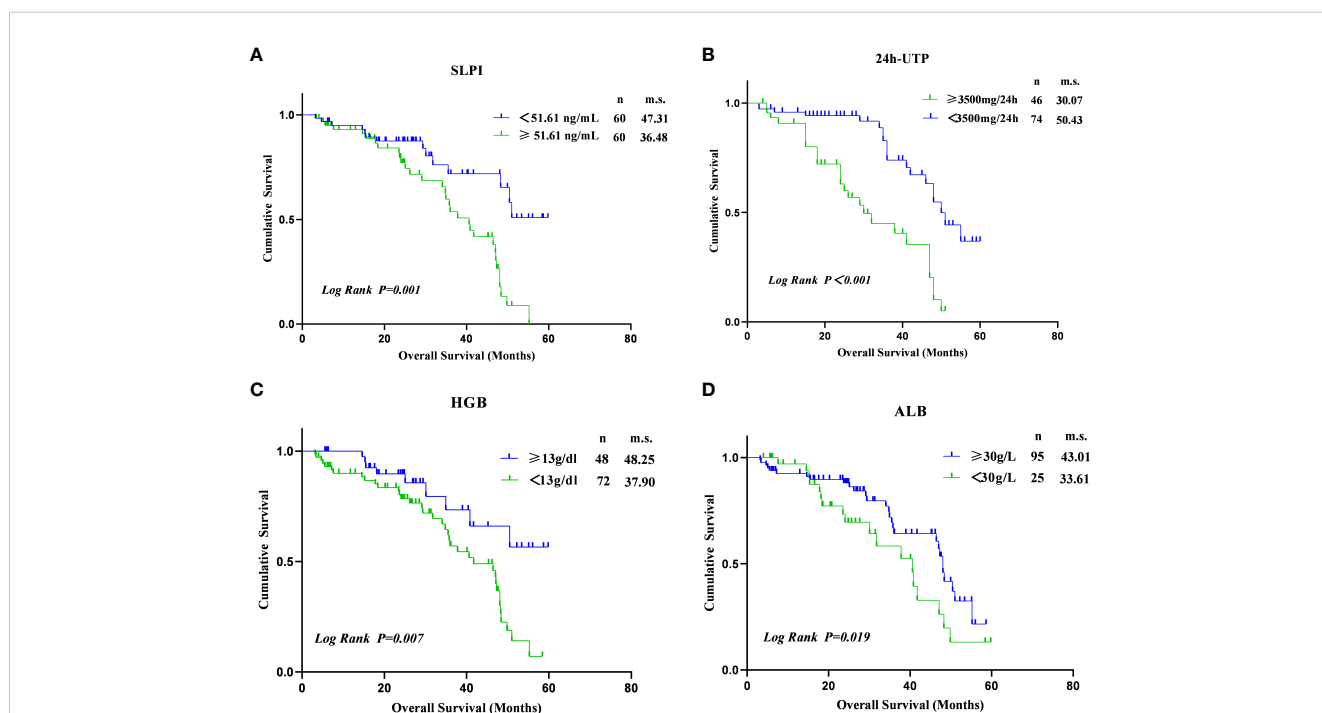 A
SLPI
n m.s.
<51.61 ng/mL 60 47.31
⩾51.61 ng/mL 60 36.48
1.0
0.5
0.0
Cumulative Survival
Log Rank P=0.001
0 20 40 60 80
Overall Survival (Months)
B
24h-UTP
n m.s.
⩾3500mg/24h 46 30.07
<3500mg/24h 74 50.43
1.0
0.5
0.0
Cumulative Survival
Log Rank P<0.001
0 20 40 60 80
Overall Survival (Months)
C
HGB
n m.s.
⩾13g/dl 48 48.25
<13g/dl 72 37.90
1.0
0.5
0.0
Cumulative Survival
Log Rank P=0.007
0 20 40 60 80
Overall Survival (Months)
D
ALB
n m.s.
⩾30g/L 95 43.01
<30g/L 25 33.61
1.0
0.5
0.0
Cumulative Survival
Log Rank P=0.019
0 20 40 60 80
Overall Survival (Months)